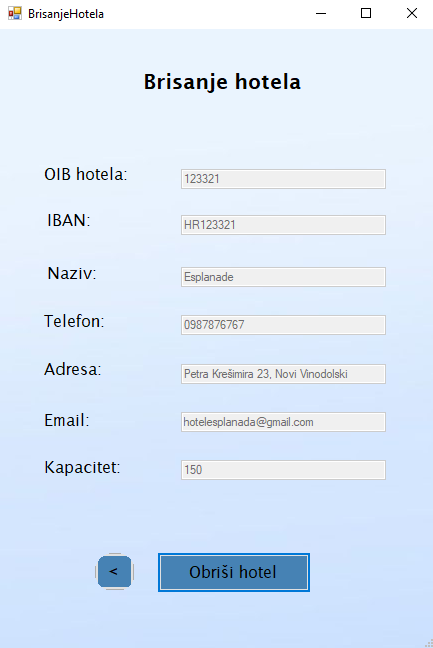 BrisanjeHotela
Brisanje hotela
OIB hotela: 123321
IBAN: HR123321
Naziv: Esplanade
Telefon: 0987876767
Adresa: Petra Krešimira 23, Novi Vinodolski
Email: hotelesplanada@gmail.com
Kapacitet: 150
< Obriši hotel